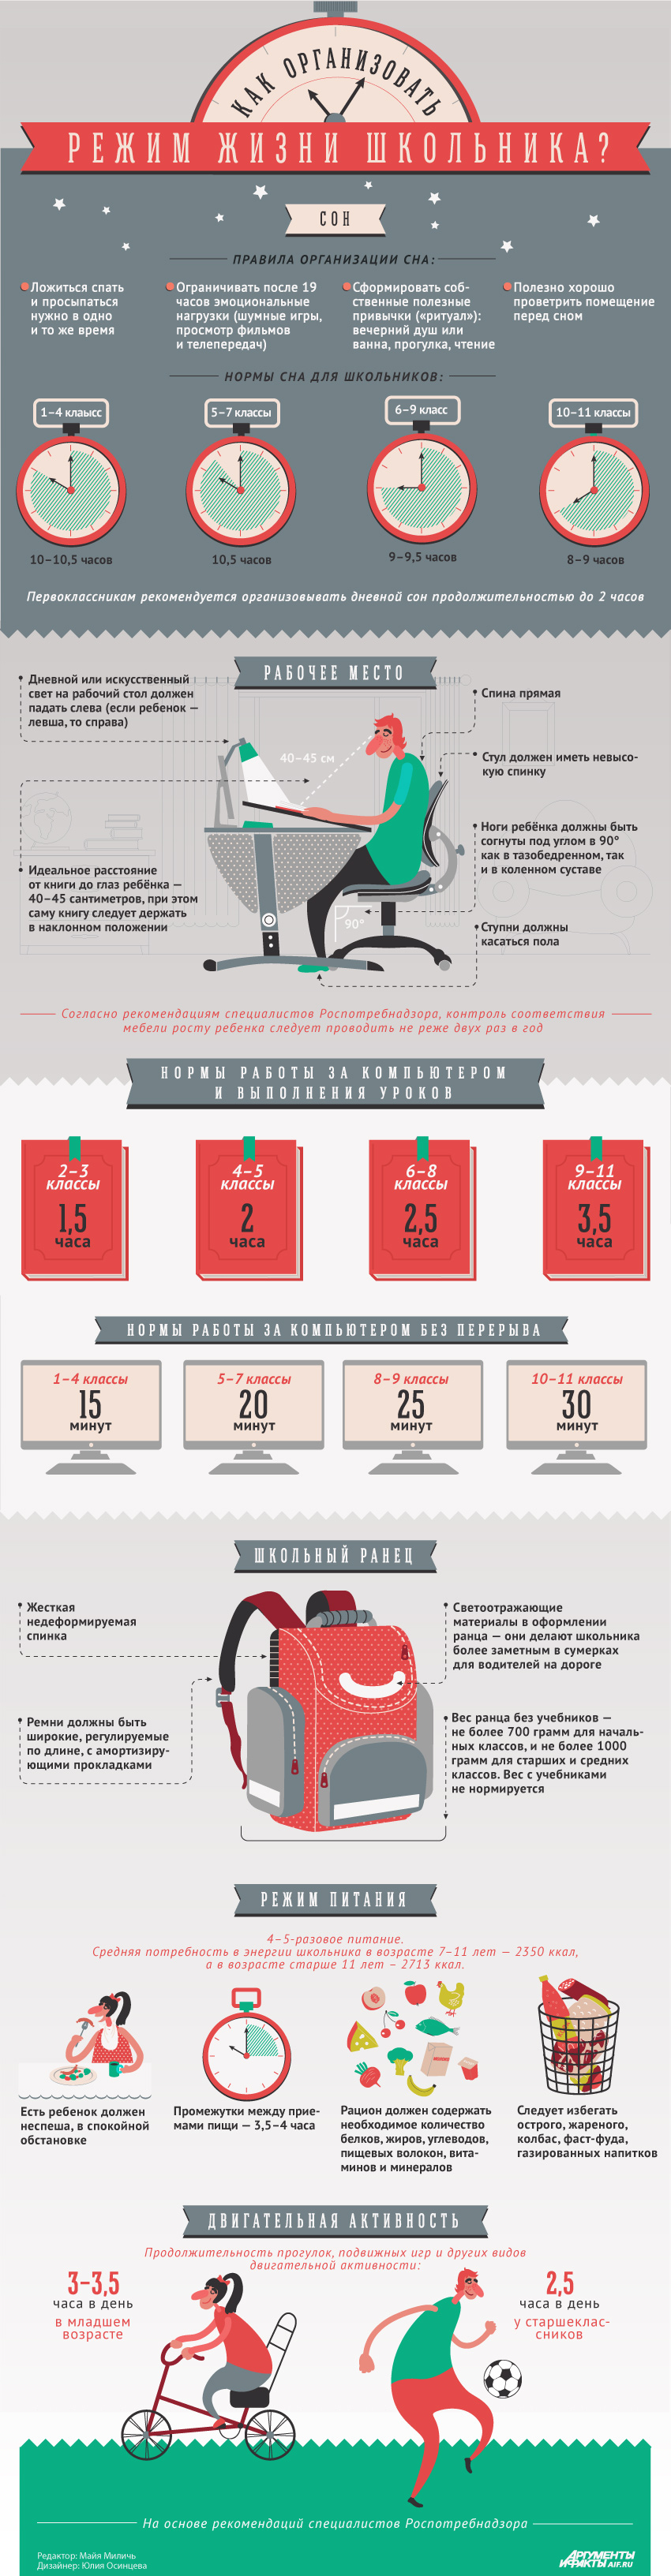 КАК ОРГАНИЗОВАТЬ
РЕЖИМ ЖИЗНИ ШКОЛЬНИКА?
СОН
ПРАВИЛА ОРГАНИЗАЦИИ СНА:
Ложиться спать
и просыпаться
нужно в одно
и то же время
Ограничивать после 19
часов эмоциональные
нагрузки (шумные игры,
просмотр фильмов
и телепередач)
Сформировать соб-
ственные полезные
привычки («ритуал»):
вечерний душ или
ванна, прогулка, чтение
Полезно хорошо
проветрить помещение
перед сном
НОРМЫ СНА ДЛЯ ШКОЛЬНИКОВ:
1–4 клаысс
5–7 классы
6–9 класс
10–11 классы
10–10,5 часов
10,5 часов
9–9,5 часов
8–9 часов
Первоклассникам рекомендуется организовывать дневной сон продолжительностью до 2 часов
РАБОЧЕЕ МЕСТО
Дневной или искусственный
свет на рабочий стол должен
падать слева (если ребенок —
левша, то справа)
Спина прямая
40–45 см
Стул должен иметь невысо-
кую спинку
Ноги ребёнка должны быть
согнуты под углом в 90°
как в тазобедренном, так
и в коленном суставе
Идеальное расстояние
от книги до глаз ребёнка —
40–45 сантиметров, при этом
саму книгу следует держать
в наклонном положении
90°
Ступни должны
касаться пола
Согласно рекомендациям специалистов Роспотребнадзора, контроль соответствия
мебели росту ребенка следует проводить не реже двух раз в год
НОРМЫ РАБОТЫ ЗА КОМПЬЮТЕРОМ
И ВЫПОЛНЕНИЯ УРОКОВ
2–3
классы
1,5
часа
4–5
классы
2
часа
6–8
классы
2,5
часа
9–11
классы
3,5
часа
НОРМЫ РАБОТЫ ЗА КОМПЬЮТЕРОМ БЕЗ ПЕРЕРЫВА
1–4 классы
15
минут
5–7 классы
20
минут
8–9 классы
25
минут
10–11 классы
30
минут
ШКОЛЬНЫЙ РАНЕЦ
Жесткая
недеформируемая
спинка
Светоотражающие
материалы в оформлении
ранца — они делают школьника
более заметным в сумерках
для водителей на дороге
Ремни должны быть
широкие, регулируемые
по длине, с амортизиру-
ющими прокладками
Вес ранца без учебников —
не более 700 грамм для началь-
ных классов, и не более 1000
грамм для старших и средних
классов. Вес с учебниками
не нормируется
РЕЖИМ ПИТАНИЯ
4–5-разовое питание.
Средняя потребность в энергии школьника в возрасте 7–11 лет — 2350 ккал,
а в возрасте старше 11 лет – 2713 ккал.
Есть ребенок должен
неспеша, в спокойной
обстановке
Промежутки между прие-
мами пищи — 3,5–4 часа
Рацион должен содержать
необходимое количество
белков, жиров, углеводов,
пищевых волокон, вита-
минов и минералов
Следует избегать
острого, жареного,
колбас, фаст-фуда,
газированных напитков
ДВИГАТЕЛЬНАЯ АКТИВНОСТЬ
Продолжительность прогулок, подвижных игр и других видов
двигательной активности:
3–3,5
часа в день
в младшем
возрасте
2,5
часа в день
у старшеклас-
сников
На основе рекомендаций специалистов Роспотребнадзора
Редактор: Майя Миличь
Дизайнер: Юлия Осинцева
АРГУМЕНТЫ
И ФАКТЫ AIF.RU